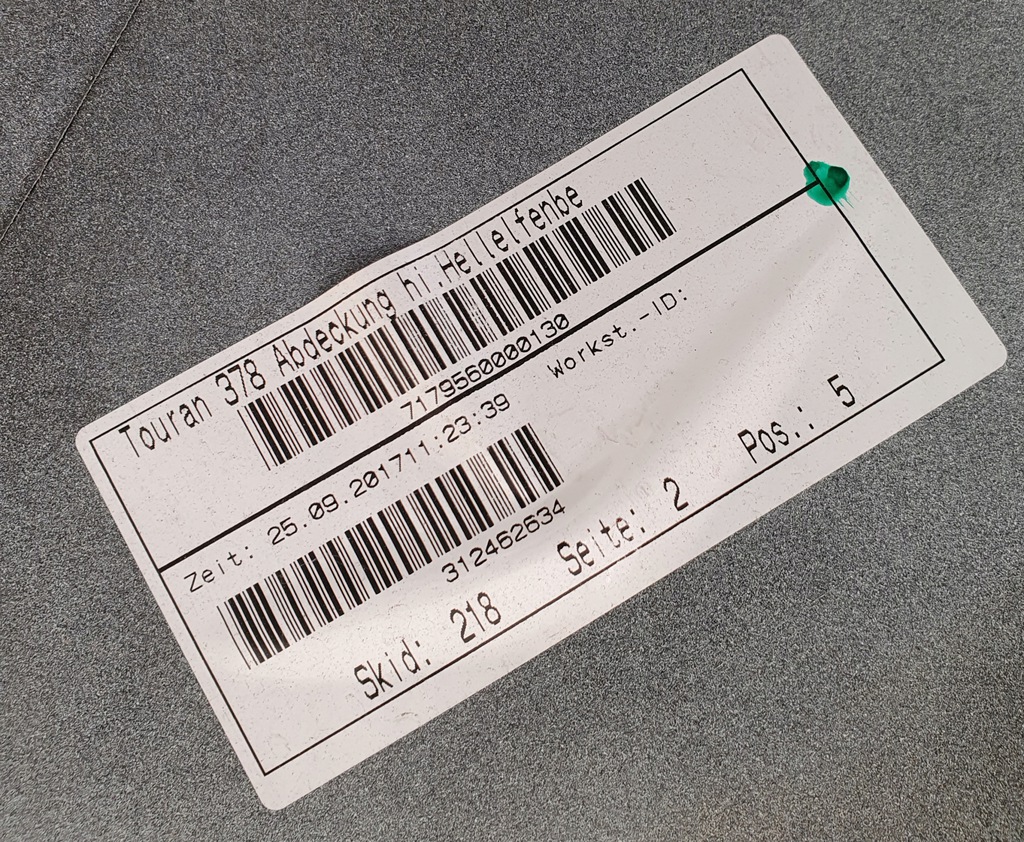 Touran 378 Abdeckung hi.Hellelfenbe
7179560000130
Zeit: 25.09.201711:23:39 Workst.-ID:
312462634
Skid: 218 Seite: 2 Pos.: 5